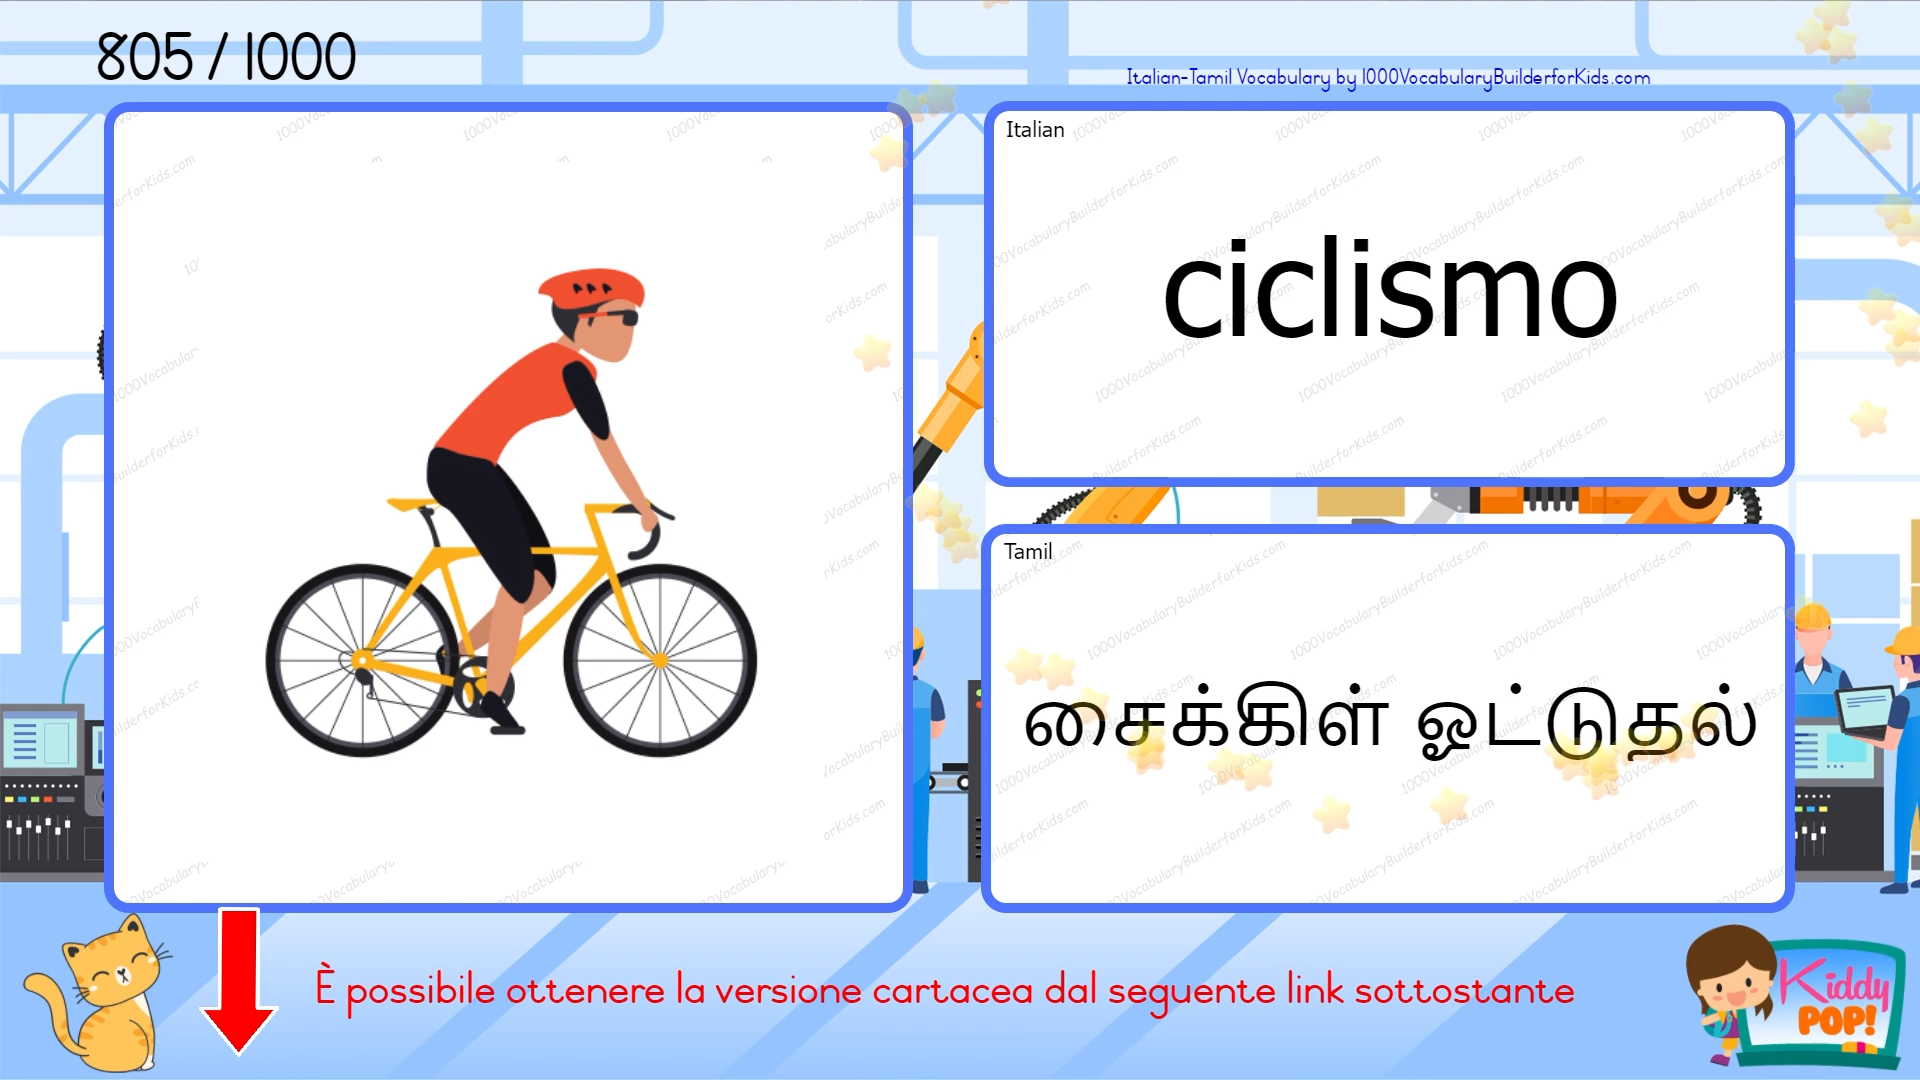 805 / 1000
Italian-Tamil Vocabulary by 1000VocabularyBuilderforKids.com
Italian
ciclismo
Tamil
சைக்கிள் ஓட்டுதல்
È possibile ottenere la versione cartacea dal seguente link sottostante
Kiddy
POP!